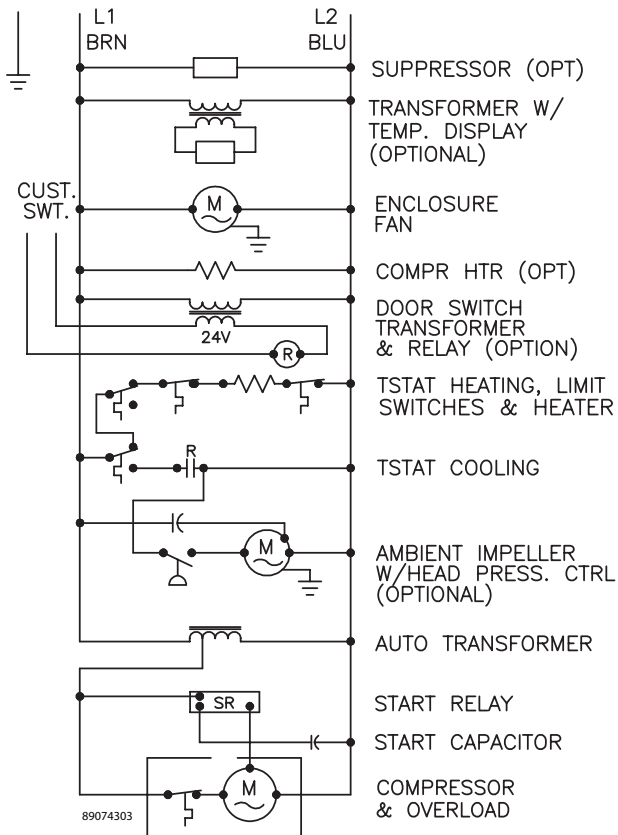 L1
BRN
L2
BLU
SUPPRESSOR (OPT)
TRANSFORMER W/
TEMP. DISPLAY
(OPTIONAL)
CUST.
SWT.
M
ENCLOSURE
FAN
COMPR HTR (OPT)
24V
R
DOOR SWITCH
TRANSFORMER
& RELAY (OPTION)
TSTAT HEATING, LIMIT
SWITCHES & HEATER
R
TSTAT COOLING
M
AMBIENT IMPELLER
W/HEAD PRESS. CTRL
(OPTIONAL)
AUTO TRANSFORMER
SR
START RELAY
START CAPACITOR
M
COMPRESSOR
& OVERLOAD
89074303